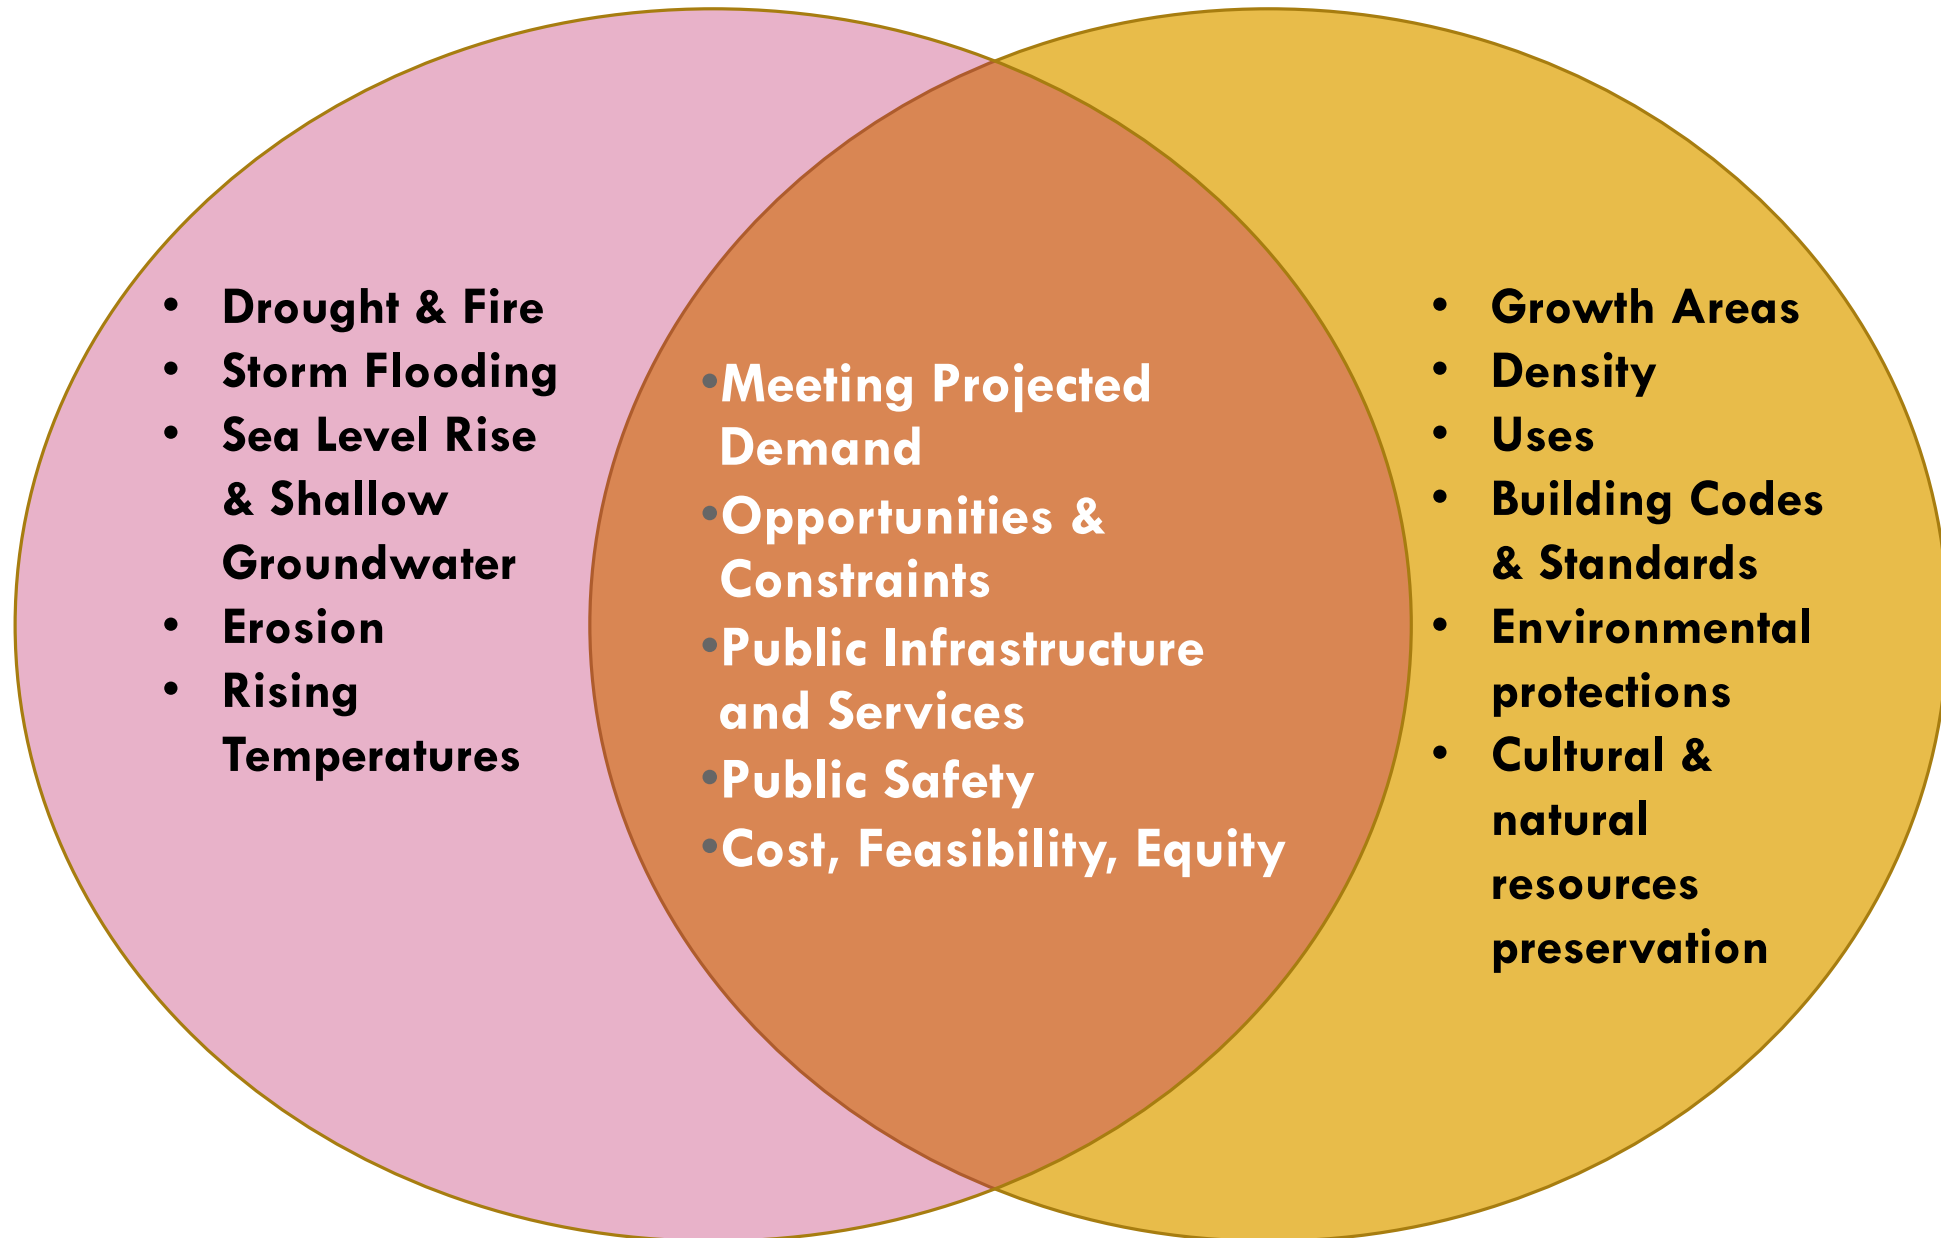 • Drought & Fire
• Storm Flooding
• Sea Level Rise
& Shallow
Groundwater
• Erosion
• Rising
Temperatures
•Meeting Projected
Demand
•Opportunities &
Constraints
•Public Infrastructure
and Services
•Public Safety
•Cost, Feasibility, Equity
• Growth Areas
• Density
• Uses
• Building Codes
& Standards
• Environmental
protections
• Cultural &
natural
resources
preservation